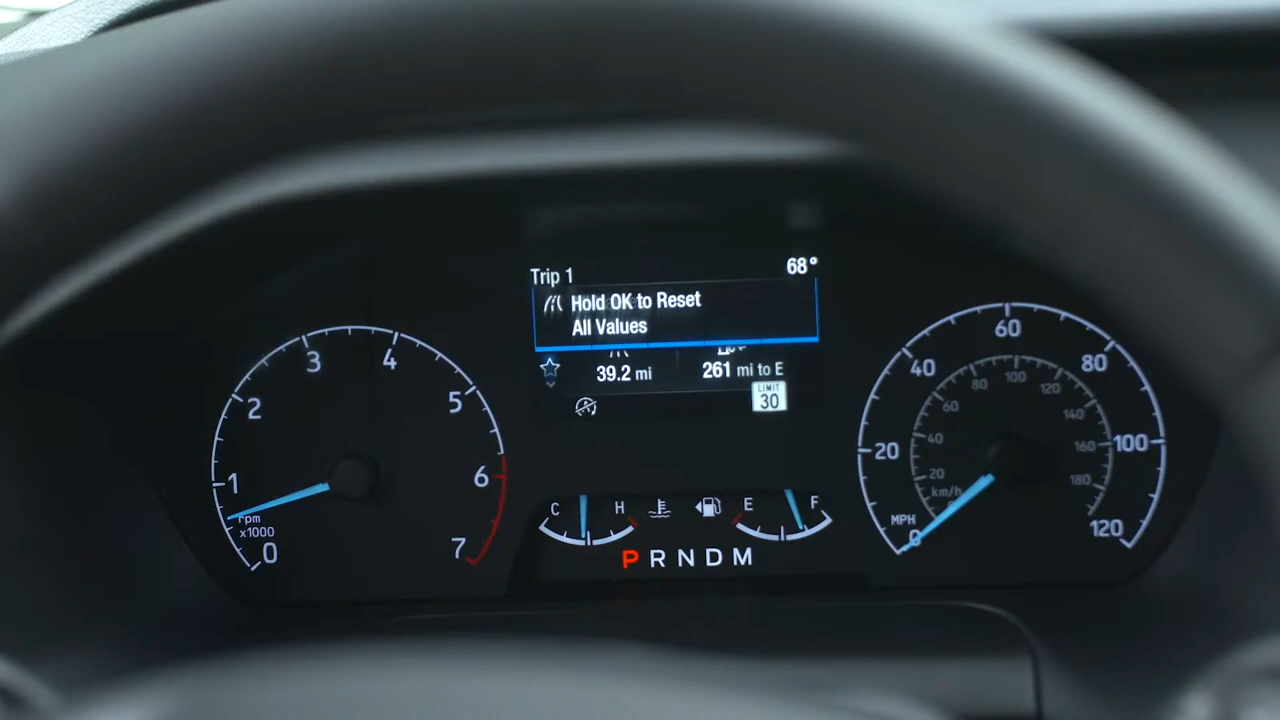 Trip 1 68°
Hold OK to Reset
All Values
39.2 mi 261 mi to E
LIMIT
30
0 1 2 3 4 5 6 7
rpm
x1000
C H E F
P R N D M
0 20 40 60 80 100 120
20 40 60 80 100 120 140 160 180
km/h
MPH